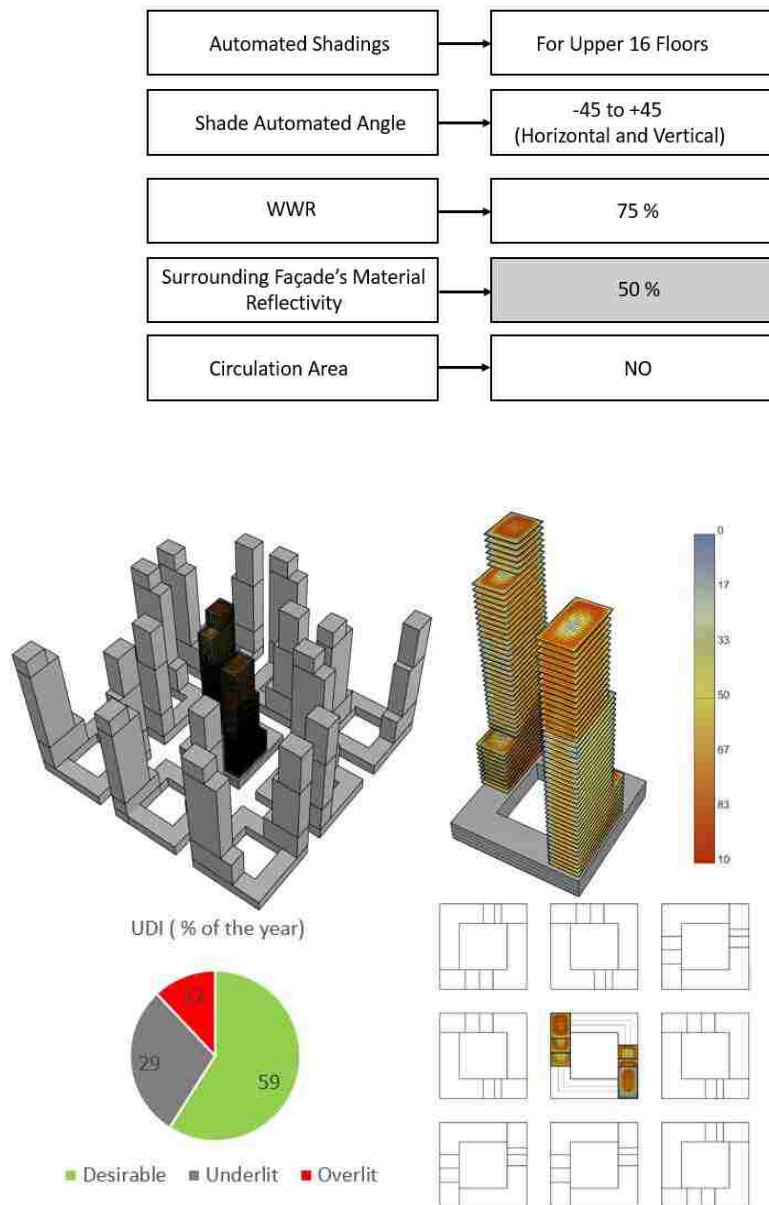 Automated Shadings
For Upper 16 Floors
Shade Automated Angle
-45 to +45
(Horizontal and Vertical)
WWR
75 %
Surrounding Façade's Material
Reflectivity
50 %
Circulation Area
NO
0
17
33
50
67
83
10
UDI ( % of the year)
12
29
59
Desirable
Underlit
Overlit